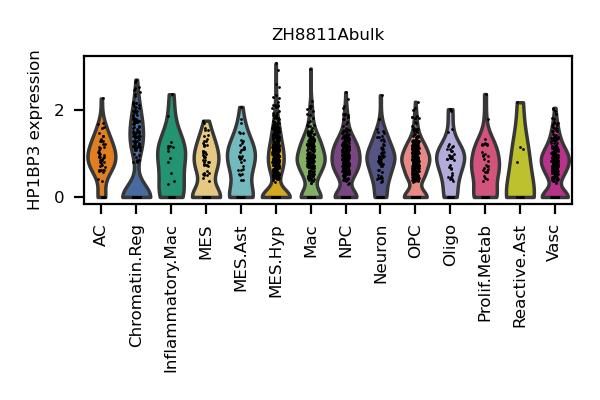 ZH8811Abulk
HP1BP3 expression
2
0
AC
Chromatin.Reg
Inflammatory.Mac
MES
MES.Ast
MES.Hyp
Mac
NPC
Neuron
OPC
Oligo
Prolif.Metab
Reactive.Ast
Vasc